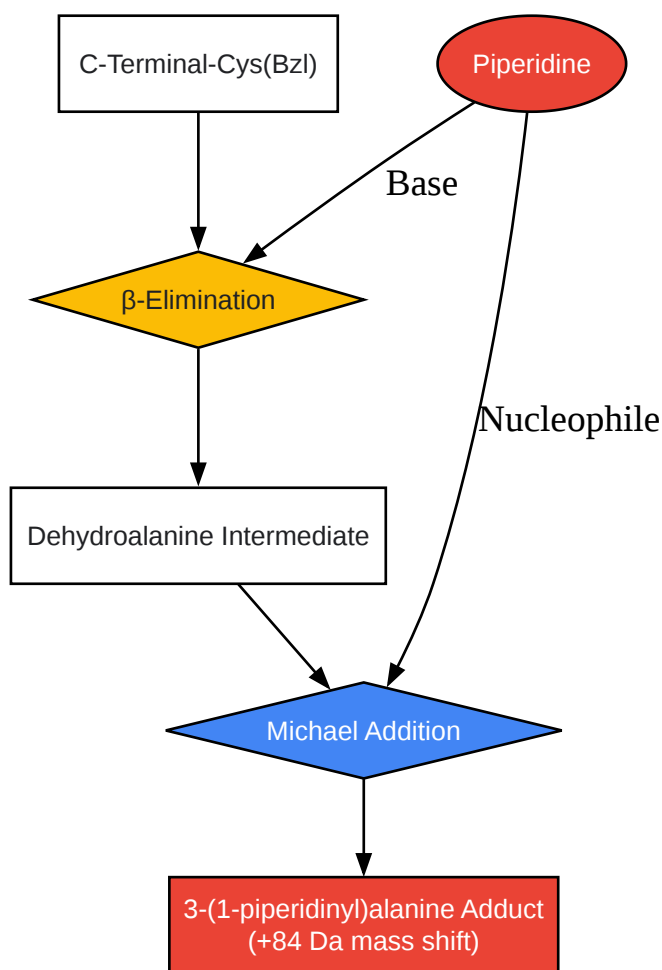 C-Terminal-Cys(Bzl)
Piperidine
Base
β-Elimination
Nucleophile
Dehydroalanine Intermediate
Michael Addition
3-(1-piperidinyl)alanine Adduct
(+84 Da mass shift)